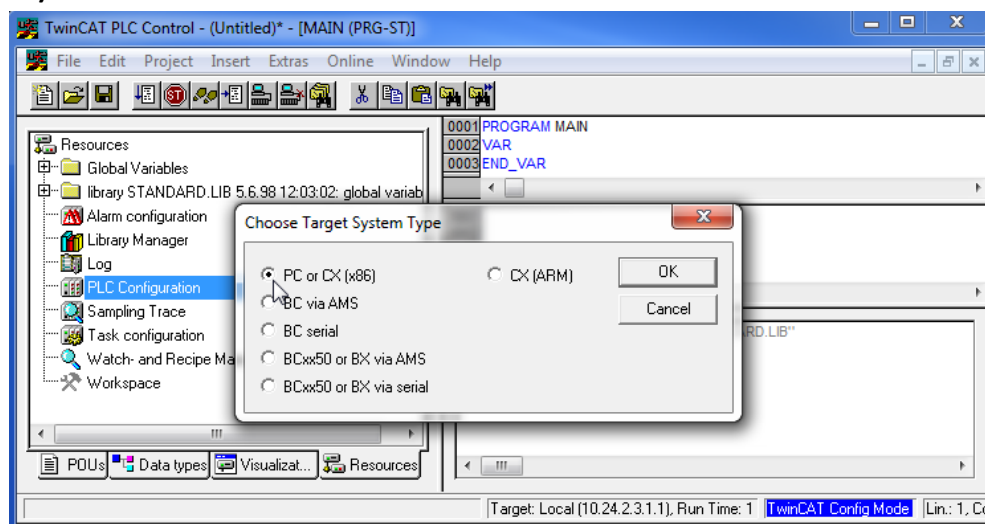 TwinCAT PLC Control - (Untitled)* - [MAIN (PRG-ST)]
File Edit Project Insert Extras Online Window Help
0001 PROGRAM MAIN
0002 VAR
0003 END_VAR
Resources
Global Variables
library STANDARD.LIB 5.6.98 12:03:02: global variab
Alarm configuration
Library Manager
Log
PLC Configuration
Sampling Trace
Task configuration
Watch- and Recipe Ma
Workspace
Choose Target System Type
PC or CX (x86) CX (ARM) OK
BC via AMS Cancel
BC serial
BCxx50 or BX via AMS
BCxx50 or BX via serial
RD.LIB"
POUs Data types Visualizat... Resources
Target: Local (10.24.2.3.1.1), Run Time: 1 TwinCAT Config Mode Lin.: 1, Co